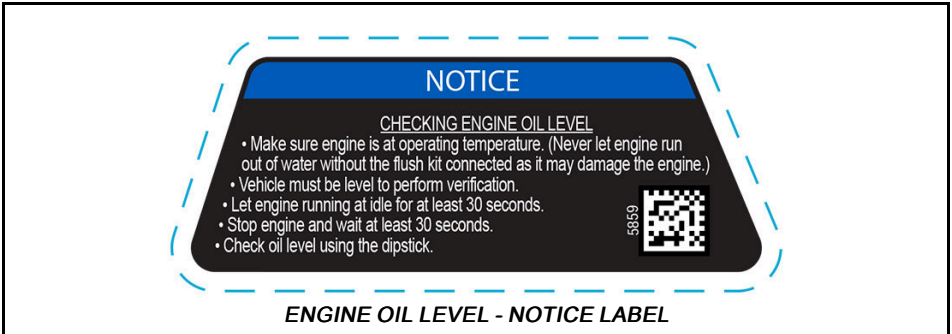 NOTICE
CHECKING ENGINE OIL LEVEL
• Make sure engine is at operating temperature. (Never let engine run
out of water without the flush kit connected as it may damage the engine.)
• Vehicle must be level to perform verification.
• Let engine running at idle for at least 30 seconds.
• Stop engine and wait at least 30 seconds.
• Check oil level using the dipstick.
5859
ENGINE OIL LEVEL - NOTICE LABEL